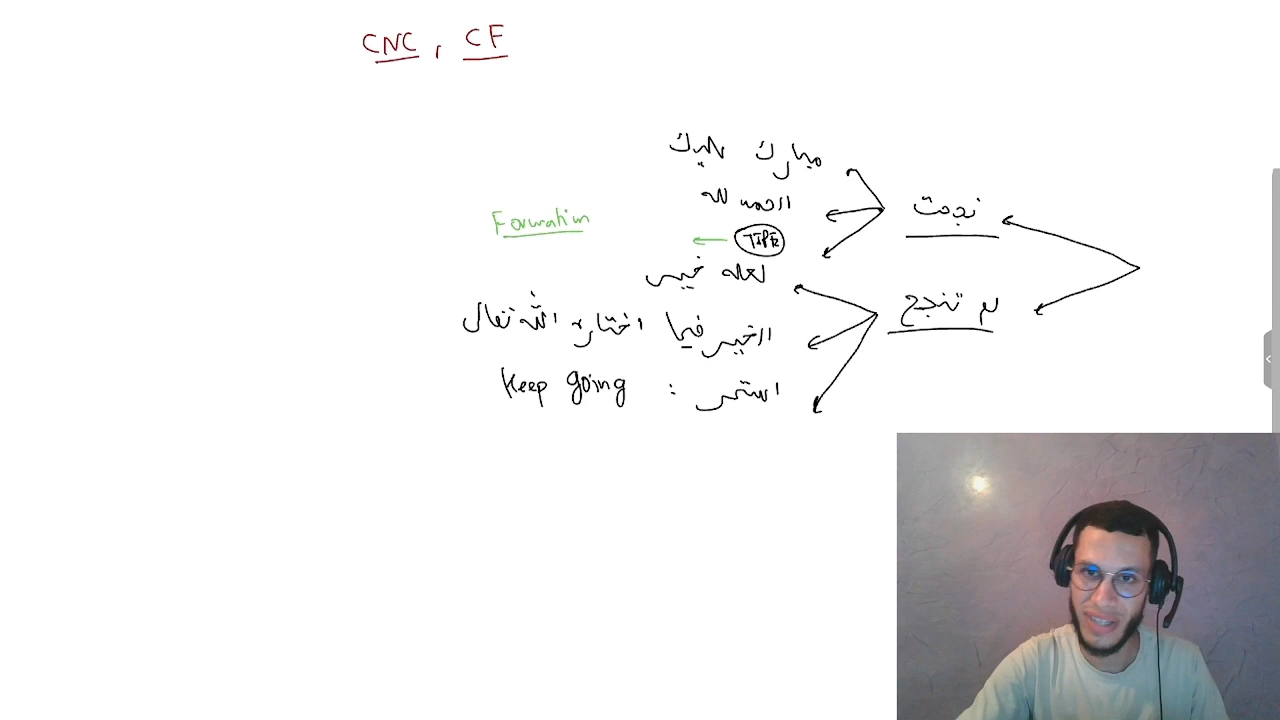 CNC , CF
مبارك عليك
الحمد لله
نجحت
Formation
TIPE
لعله خير
لم تنجح
الخير فيما اختاره الله تعالى
استمر : Keep going